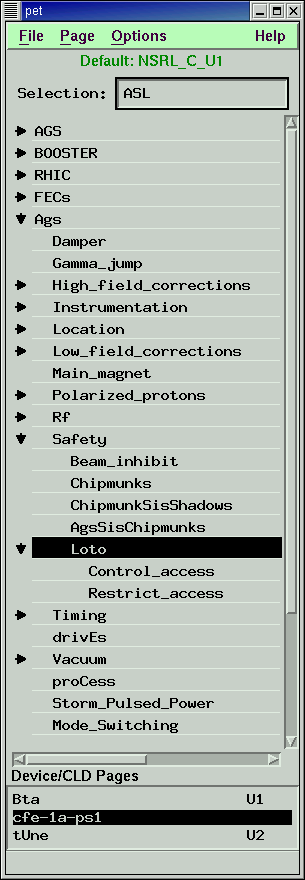 pet
File Page Options Help
Default: NSRL_C_U1
Selection: ASL
AGS
BOOSTER
RHIC
FECs
Ags
Damper
Gamma_jump
High_field_corrections
Instrumentation
Location
Low_field_corrections
Main_magnet
Polarized_protons
Rf
Safety
Beam_inhibit
Chipmunks
ChipmunkSisShadows
AgsSisChipmunks
Loto
Control_access
Restrict_access
Timing
drivEs
Vacuum
proCess
Storm_Pulsed_Power
Mode_Switching
Device/CLD Pages
Bta U1
cfe-1a-ps1
tUne U2